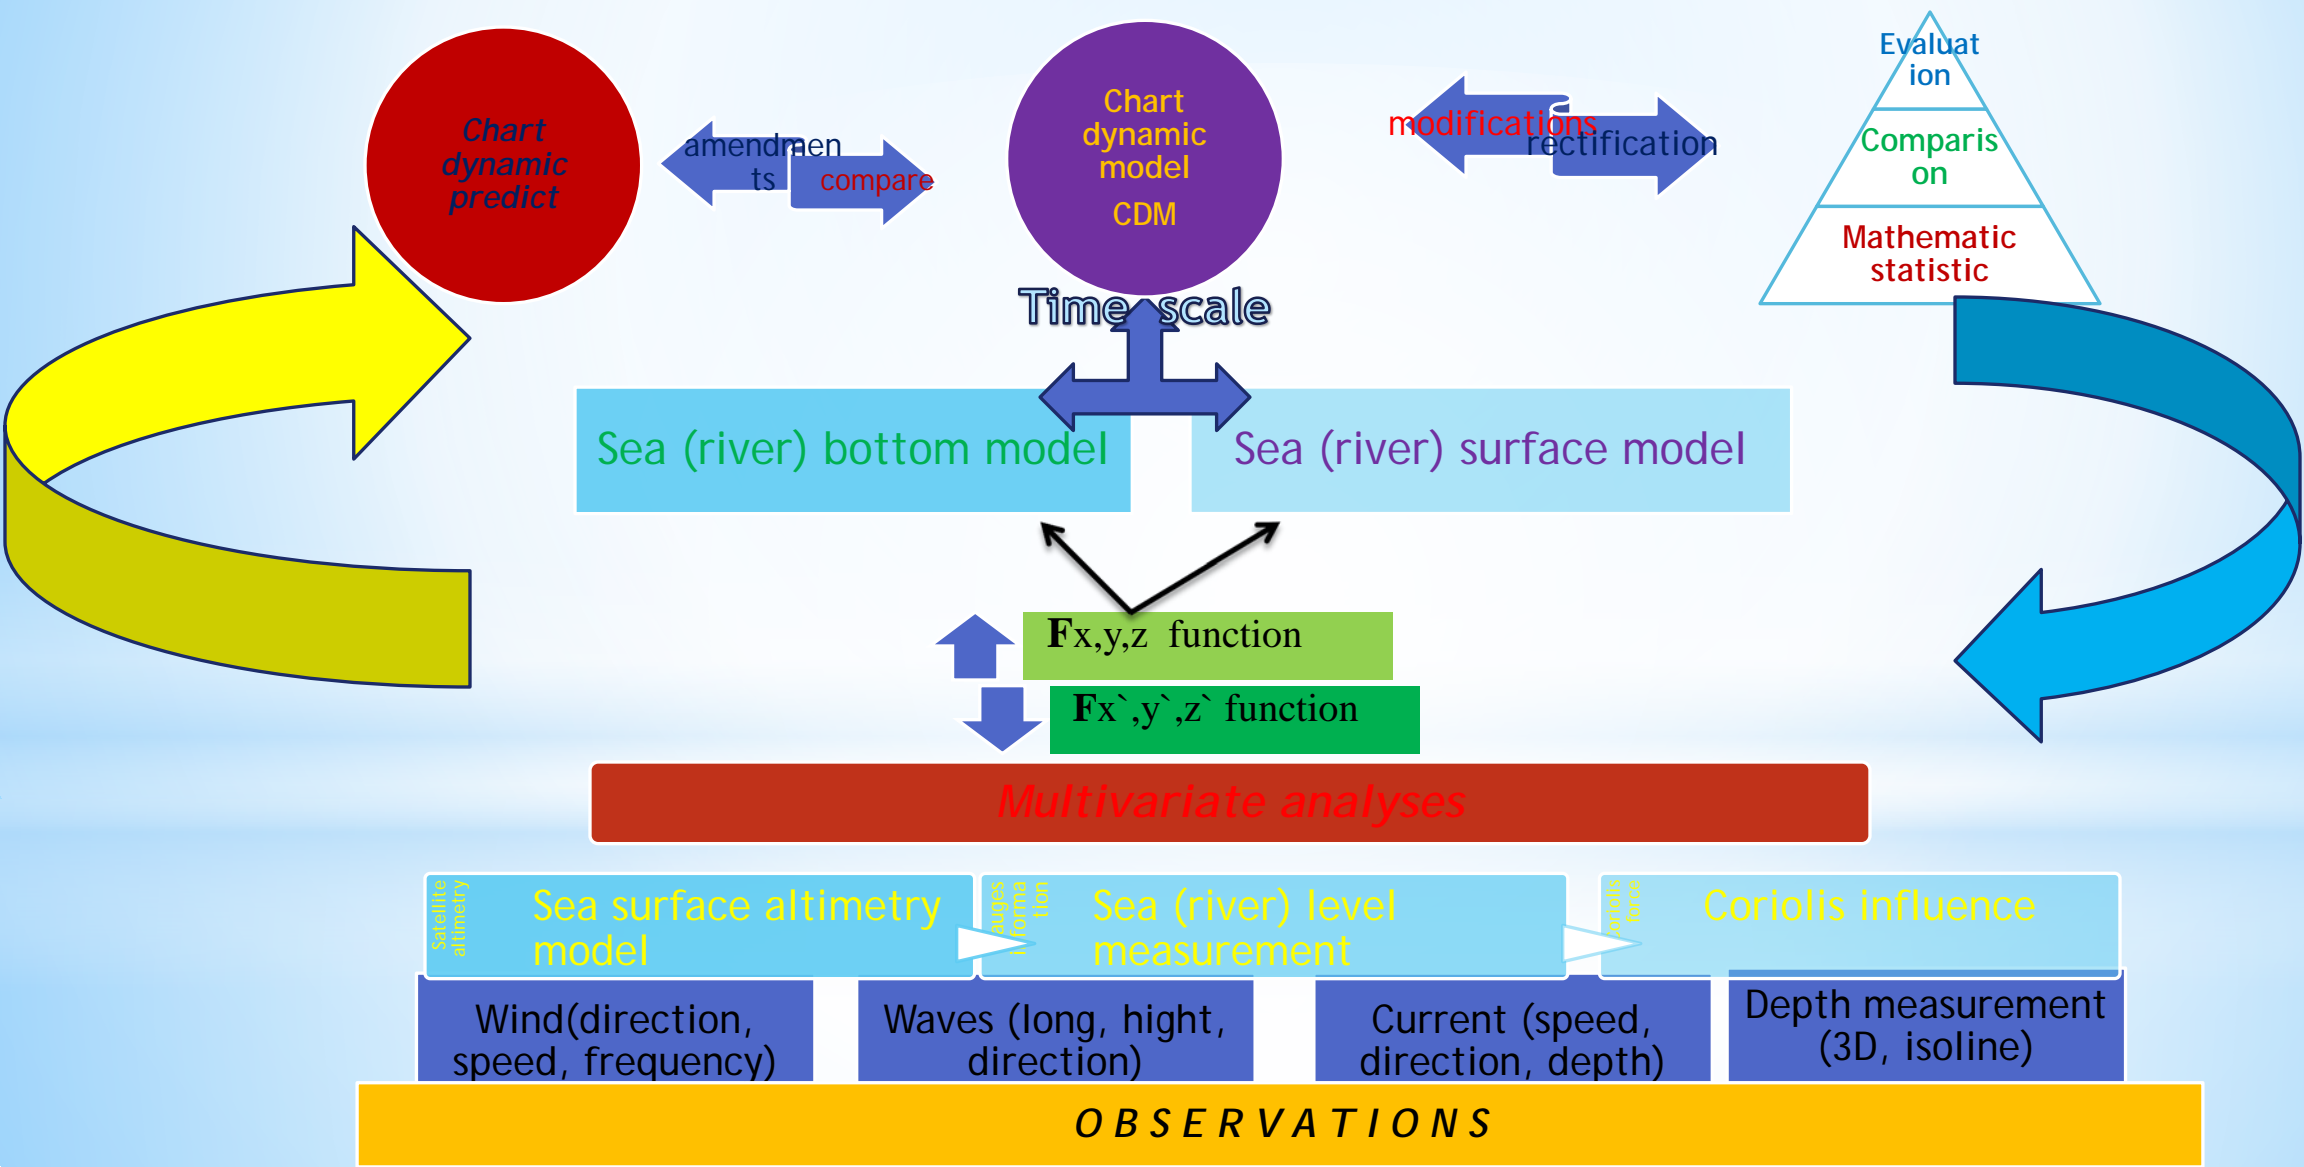 Chart
dynamic
predict
amendmen
ts
compare
Chart
dynamic
model
CDM
modifications
rectification
Evaluat
ion
Comparis
on
Mathematic
statistic
Time scale
Sea (river) bottom model
Sea (river) surface model
Fx,y,z function
Fx`,y`,z` function
Multivariate analyses
Satellite
altimetry
Sea surface altimetry
model
informa
tion
Sea (river) level
measurement
force
Coriolis influence
Wind(direction,
speed, frequency)
Waves (long, hight,
direction)
Current (speed,
direction, depth)
Depth measurement
(3D, isoline)
O B S E R V A T I O N S